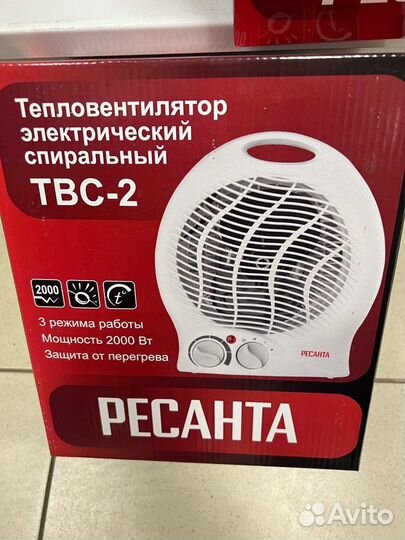 Тепловентилятор
электрический
спиральный
ТВС-2
2000
t°
3 режима работы
Мощность 2000 Вт
Защита от перегрева
РЕСАНТА
РЕСАНТА
Avito